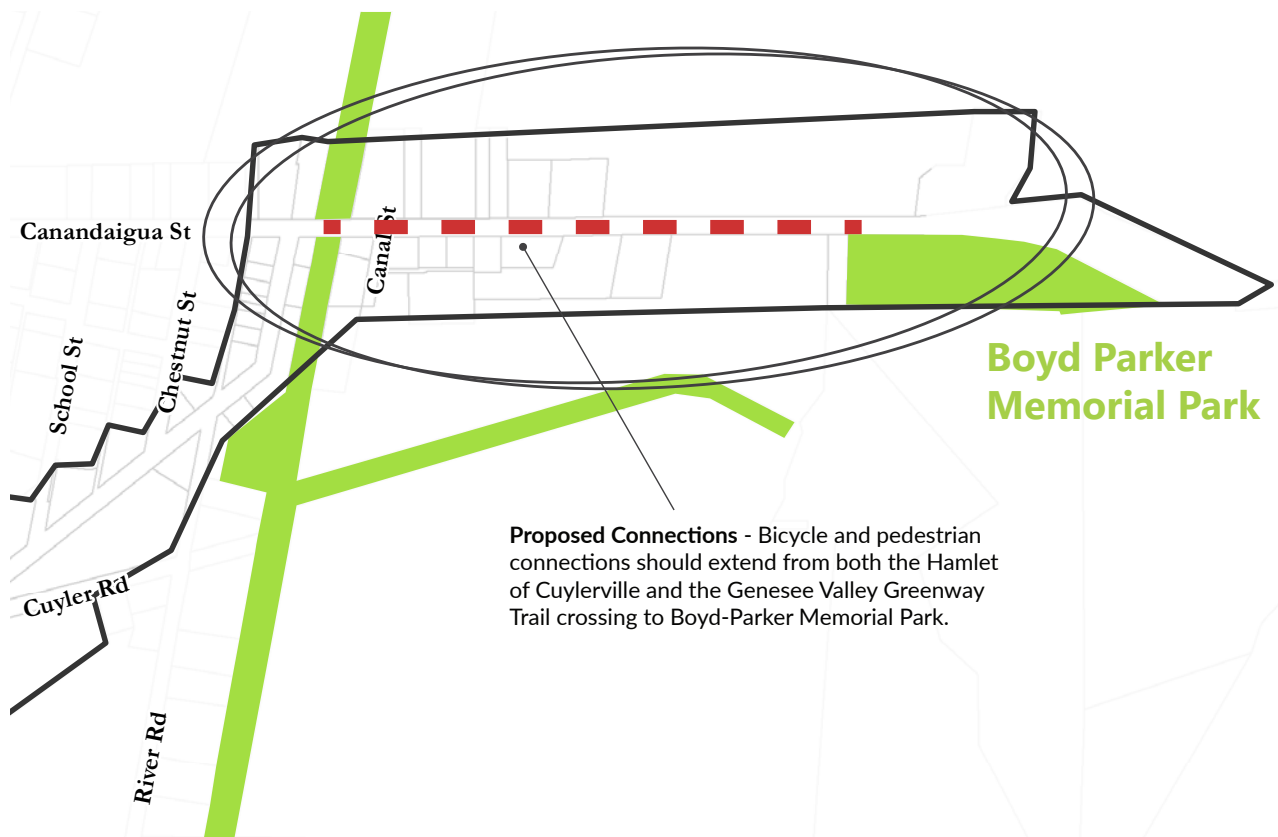 Canandaigua St
Canal St
Chestnut St
School St
Boyd Parker
Memorial Park
Proposed Connections - Bicycle and pedestrian
connections should extend from both the Hamlet
of Cuylerville and the Genesee Valley Greenway
Trail crossing to Boyd-Parker Memorial Park.
Cuyler Rd
River Rd